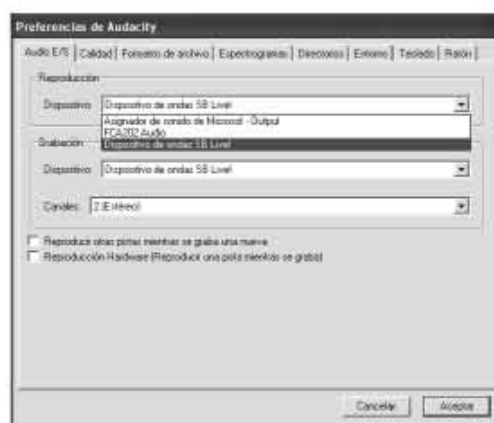 Preferencias de Audacity
Audio E/S Calidad Formatos de archivo Espectrogramas Directorios Entorno Teclado Ratón
Reproducción
Dispositivo: Dispositivo de ondas SB Live!
Asignador de sonido de Microsoft - Output
FCA202 Audio
Dispositivo de ondas SB Live!
Grabación
Dispositivo: Dispositivo de ondas SB Live!
Canales: 2 (Estéreo)
Reproducir otras pistas mientras se graba una nueva
Reproducción Hardware (Reproducir una pista mientras se graba)
Cancelar Aceptar